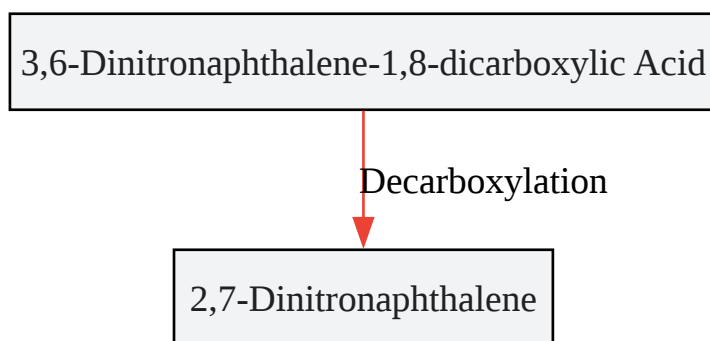 3,6-Dinitronaphthalene-1,8-dicarboxylic Acid
Decarboxylation
2,7-Dinitronaphthalene